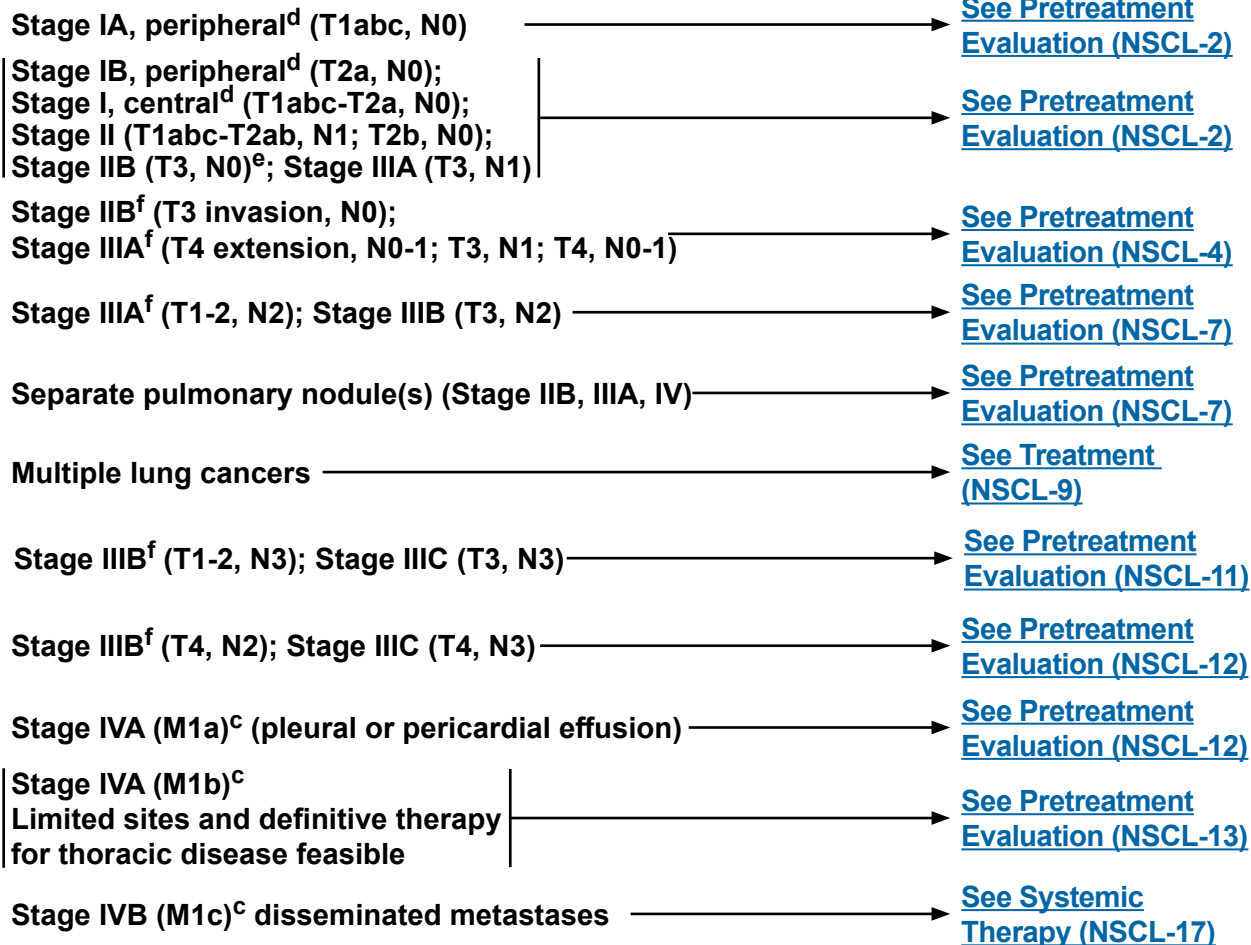 Stage IA, peripherald (T1abc, N0)
See Pretreatment
Evaluation (NSCL-2)
Stage IB, peripherald (T2a, N0);
Stage I, centrald (T1abc-T2a, N0);
Stage II (T1abc-T2ab, N1; T2b, N0);
Stage IIB (T3, N0)e; Stage IIIA (T3, N1)
See Pretreatment
Evaluation (NSCL-2)
Stage IIBf (T3 invasion, N0);
Stage IIIAf (T4 extension, N0-1; T3, N1; T4, N0-1)
See Pretreatment
Evaluation (NSCL-4)
Stage IIIAf (T1-2, N2); Stage IIIB (T3, N2)
See Pretreatment
Evaluation (NSCL-7)
Separate pulmonary nodule(s) (Stage IIB, IIIA, IV)
See Pretreatment
Evaluation (NSCL-7)
Multiple lung cancers
See Treatment
(NSCL-9)
Stage IIIBf (T1-2, N3); Stage IIIC (T3, N3)
See Pretreatment
Evaluation (NSCL-11)
Stage IIIBf (T4, N2); Stage IIIC (T4, N3)
See Pretreatment
Evaluation (NSCL-12)
Stage IVA (M1a)c (pleural or pericardial effusion)
See Pretreatment
Evaluation (NSCL-12)
Stage IVA (M1b)c
Limited sites and definitive therapy
for thoracic disease feasible
See Pretreatment
Evaluation (NSCL-13)
Stage IVB (M1c)c disseminated metastases
See Systemic
Therapy (NSCL-17)